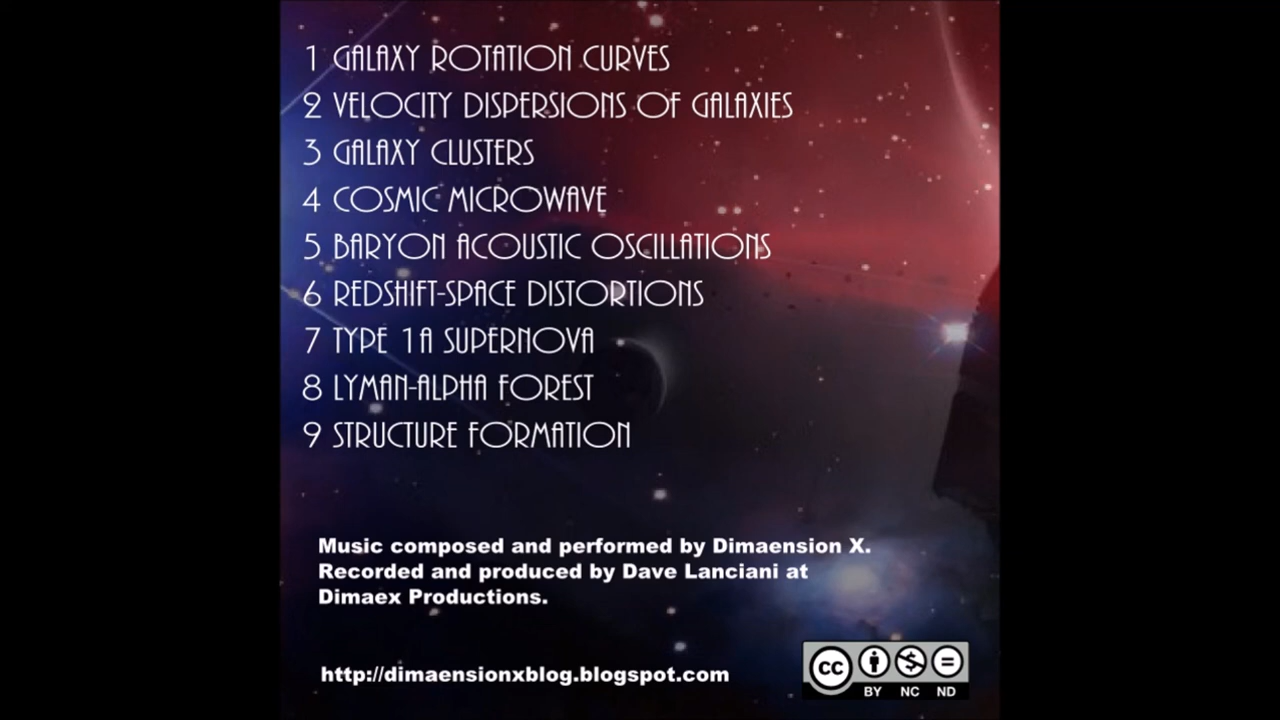 1 GALAXY ROTATION CURVES
2 VELOCITY DISPERSIONS OF GALAXIES
3 GALAXY CLUSTERS
4 COSMIC MICROWAVE
5 BARYON ACOUSTIC OSCILLATIONS
6 REDSHIFT-SPACE DISTORTIONS
7 TYPE 1A SUPERNOVA
8 LYMAN-ALPHA FOREST
9 STRUCTURE FORMATION
Music composed and performed by Dimaension X.
Recorded and produced by Dave Lanciani at
Dimaex Productions.
http://dimaensionxblog.blogspot.com
cc
BY NC ND